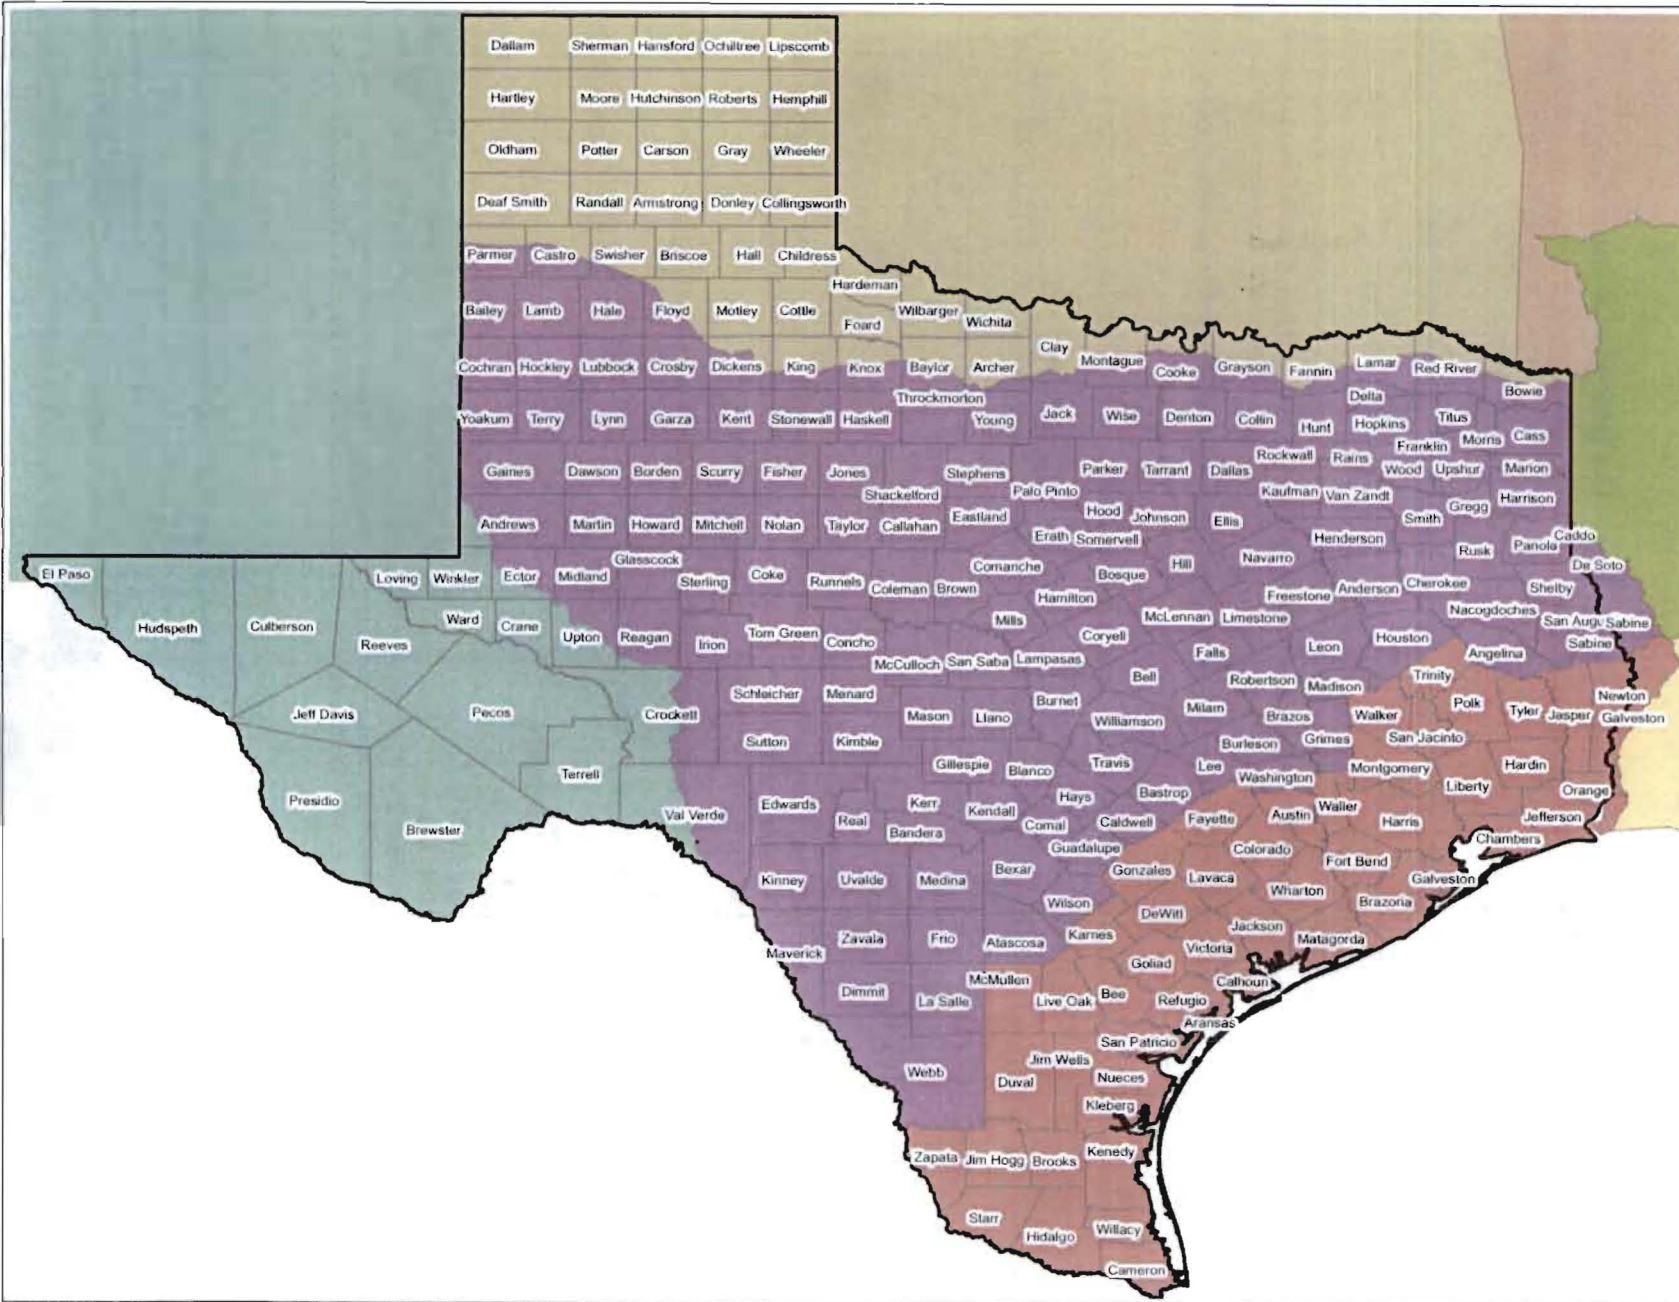 Dallam Sherman Hansford Ochiltree Lipscomb
Hartley Moore Hutchinson Roberts Hemphill
Oldham Potter Carson Gray Wheeler
Deaf Smith Randall Armstrong Donley Collingsworth
Parmer Castro Swisher Briscoe Hall Childress
Hardeman
Bailey Lamb Hale Floyd Motley Cottle Foard Wilbarger Wichita
Clay Montague
Cochran Hockley Lubbock Crosby Dickens King Knox Baylor Archer Cooke Grayson Fannin Lamar Red River
Throckmorton Delta Bowie
Yoakum Terry Lynn Garza Kent Stonewall Haskell Young Jack Wise Denton Collin Hunt Hopkins Titus
Franklin Morris Cass
Gaines Dawson Borden Scurry Fisher Jones Stephens Parker Tarrant Dallas Rockwall Rains Wood Upshur Marion
Shackelford Palo Pinto Kaufman Van Zandt Harrison
Andrews Martin Howard Mitchell Nolan Taylor Callahan Eastland Hood Johnson Ellis Smith Gregg
Erath Somervell Henderson Rusk Panola Caddo
El Paso Loving Winkler Ector Midland Glasscock Sterling Coke Runnels Coleman Brown Comanche Bosque Hill Navarro De Soto
Hamilton Freestone Anderson Cherokee Shelby
Hudspeth Culberson Reeves Ward Crane Upton Reagan Irion Tom Green Concho Mills Coryell McLennan Limestone Nacogdoches San Augu Sabine
McCulloch San Saba Lampasas Falls Leon Houston Angelina Sabine
Jeff Davis Pecos Crockett Schleicher Menard Mason Llano Burnet Bell Robertson Madison Trinity
Williamson Milam Brazos Walker Polk Tyler Jasper Newton Galveston
Sutton Kimble Burleson Grimes San Jacinto
Presidio Terrell Gillespie Blanco Travis Lee Washington Montgomery Liberty Hardin
Brewster Val Verde Edwards Real Kerr Kendall Hays Bastrop Orange
Bandera Comal Caldwell Fayette Austin Waller Harris Jefferson
Guadalupe Colorado Chambers
Kinney Uvalde Medina Bexar Gonzales Lavaca Fort Bend Galveston
Wilson DeWitt Wharton Brazoria
Maverick Zavala Frio Atascosa Karnes Jackson Matagorda
Victoria Goliad
Dimmit La Salle McMullen Live Oak Bee Refugio Calhoun
Aransas
San Patricio
Webb Duval Jim Wells Nueces
Kleberg
Zapata Jim Hogg Brooks Kenedy
Starr Hidalgo Willacy
Cameron